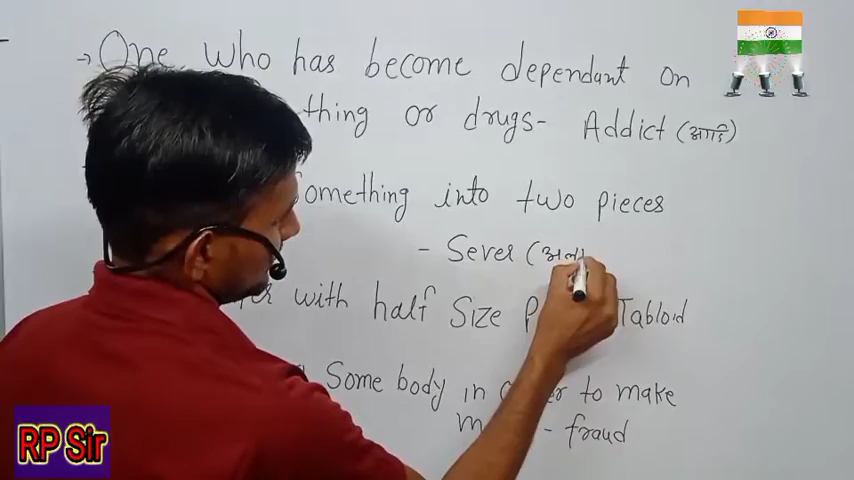 → One who has become dependant on
thing or drugs- Addict (आदि)
Something into two pieces
- Sever (अल
with half Size Tabloid
Some body in to make
- fraud
RP Sir